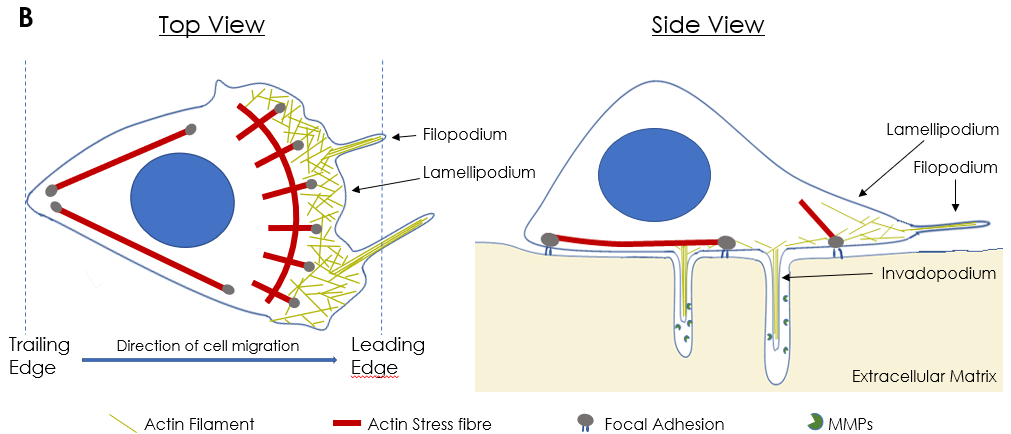 B
Top View
Side View
Filopodium
Lamellipodium
Lamellipodium
Filopodium
Invadopodium
Trailing
Edge
Direction of cell migration
Leading
Edge
Extracellular Matrix
Actin Filament
Actin Stress fibre
Focal Adhesion
MMPs